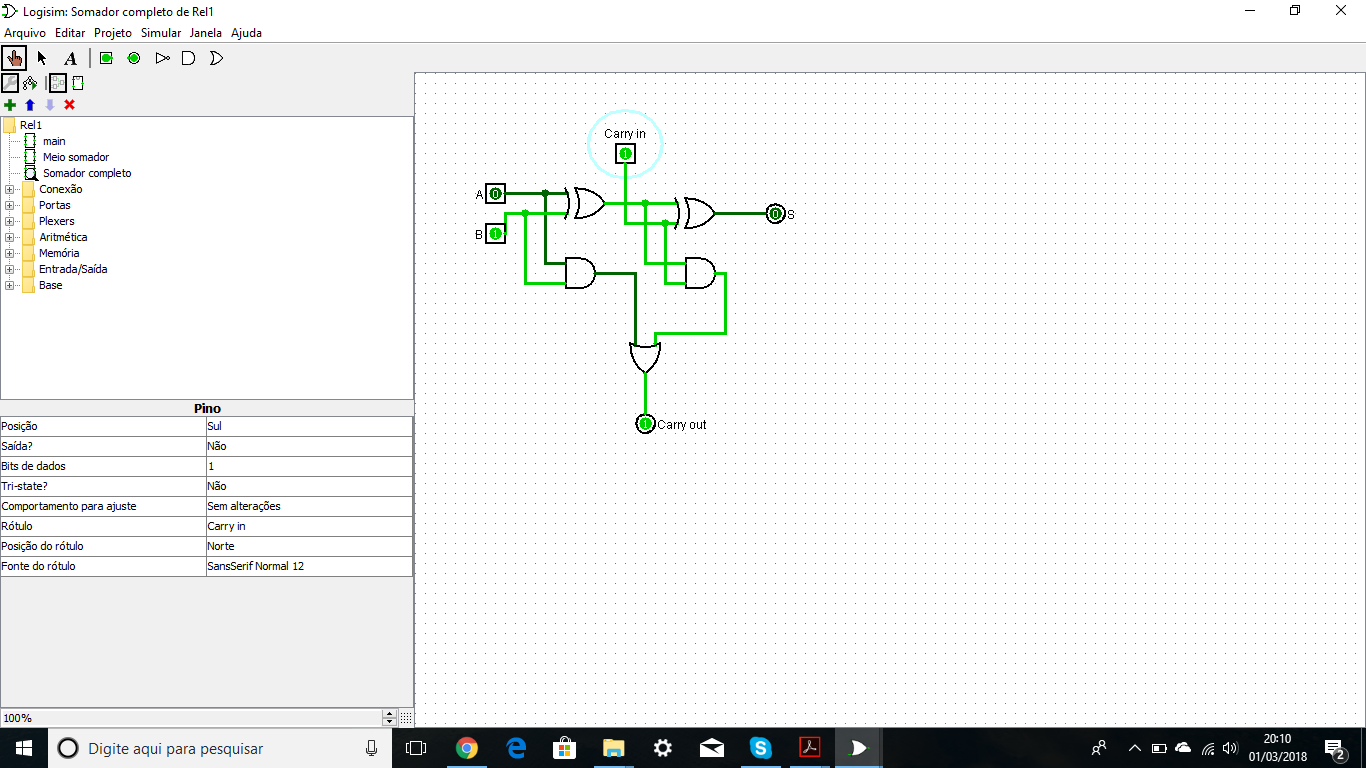 Logisim: Somador completo de Rel1
Arquivo Editar Projeto Simular Janela Ajuda
A
Rel1
main
Meio somador
Somador completo
Conexão
Portas
Plexers
Aritmética
Memória
Entrada/Saída
Base
Pino
Posição Sul
Saída? Não
Bits de dados 1
Tri-state? Não
Comportamento para ajuste Sem alterações
Rótulo Carry in
Posição do rótulo Norte
Fonte do rótulo SansSerif Normal 12
100%
Carry in
1
A 0
B 1
0 S
1 Carry out
Digite aqui para pesquisar
20:10
01/03/2018
2